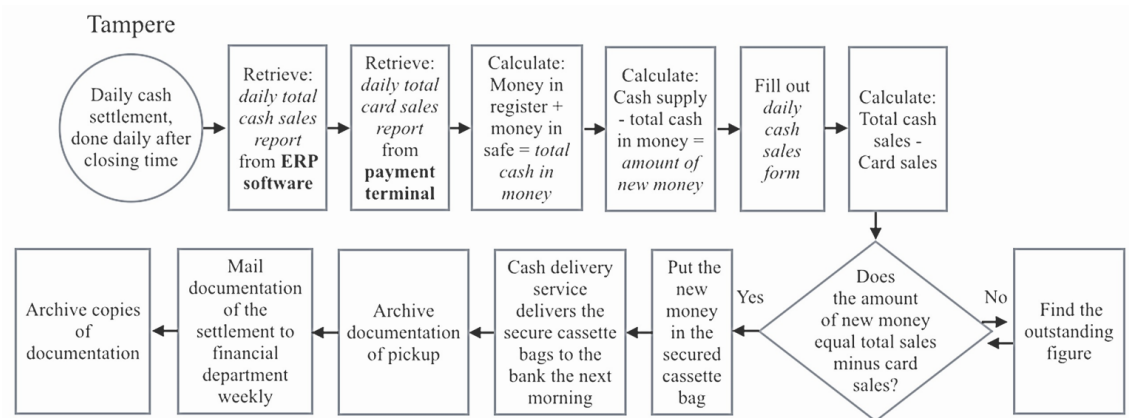 Tampere
Daily cash
settlement,
done daily after
closing time
Retrieve:
daily total
cash sales
report
from ERP
software
Retrieve:
daily total
card sales
report
from
payment
terminal
Calculate:
Money in
register +
money in
safe = total
cash in
money
Calculate:
Cash supply
- total cash
in money =
amount of
new money
Fill out
daily
cash
sales
form
Calculate:
Total cash
sales -
Card sales
Does
the amount
of new money
equal total sales
minus card
sales?
No
Find the
outstanding
figure
Yes
Put the
new
money
in the
secured
cassette
bag
Cash delivery
service
delivers the
secure cassette
bags to the
bank the next
morning
Archive
documentation
of pickup
Mail
documentation
of the
settlement to
financial
department
weekly
Archive copies
of
documentation